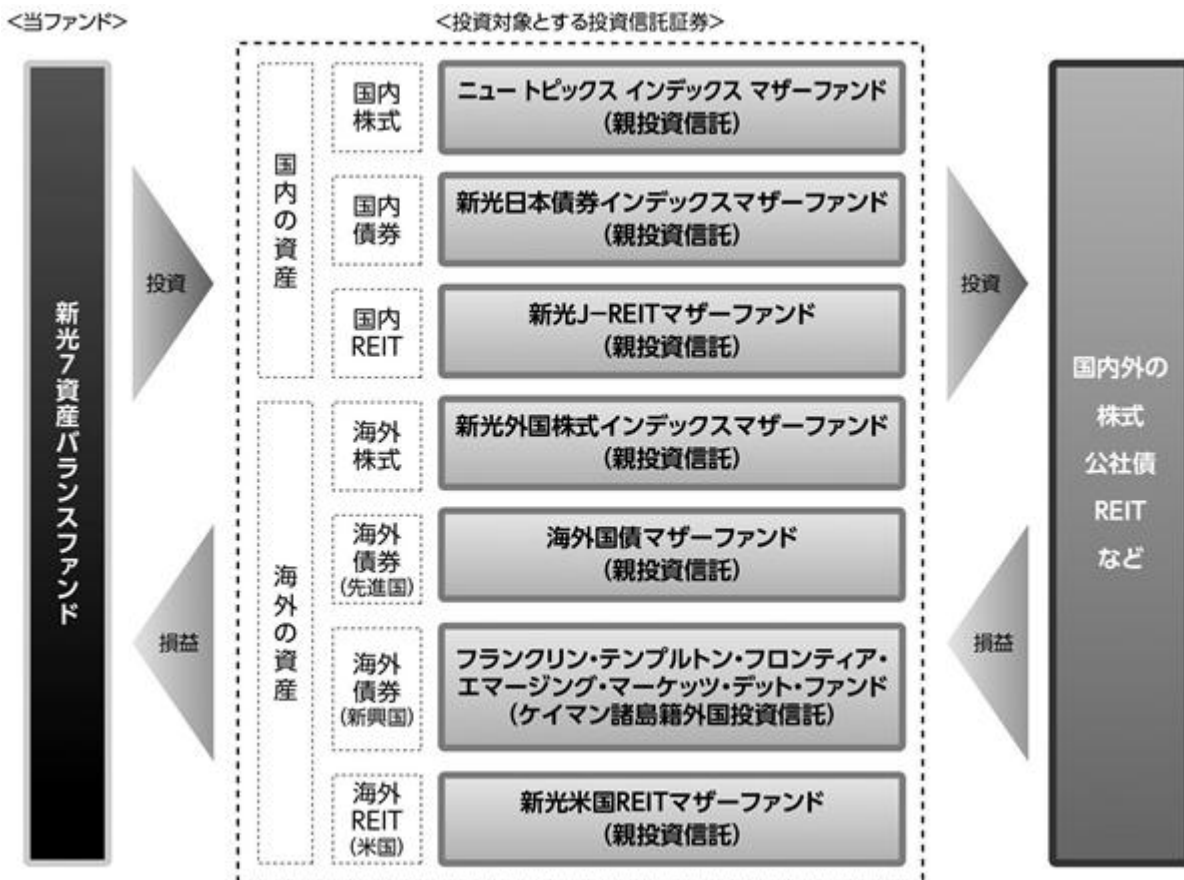 <当ファンド>
<投資対象とする投資信託証券>
新光7資産バランスファンド
投資
損益
国内の資産
国内
株式
ニュー トピックス インデックス マザーファンド
(親投資信託)
国内
債券
新光日本債券インデックスマザーファンド
(親投資信託)
国内
REIT
新光J-REITマザーファンド
(親投資信託)
海外の資産
海外
株式
新光外国株式インデックスマザーファンド
(親投資信託)
海外
債券
(先進国)
海外国債マザーファンド
(親投資信託)
海外
債券
(新興国)
フランクリン・テンプルトン・フロンティア・
エマージング・マーケッツ・デット・ファンド
(ケイマン諸島籍外国投資信託)
海外
REIT
(米国)
新光米国REITマザーファンド
(親投資信託)
投資
損益
国内外の
株式
公社債
REIT
など